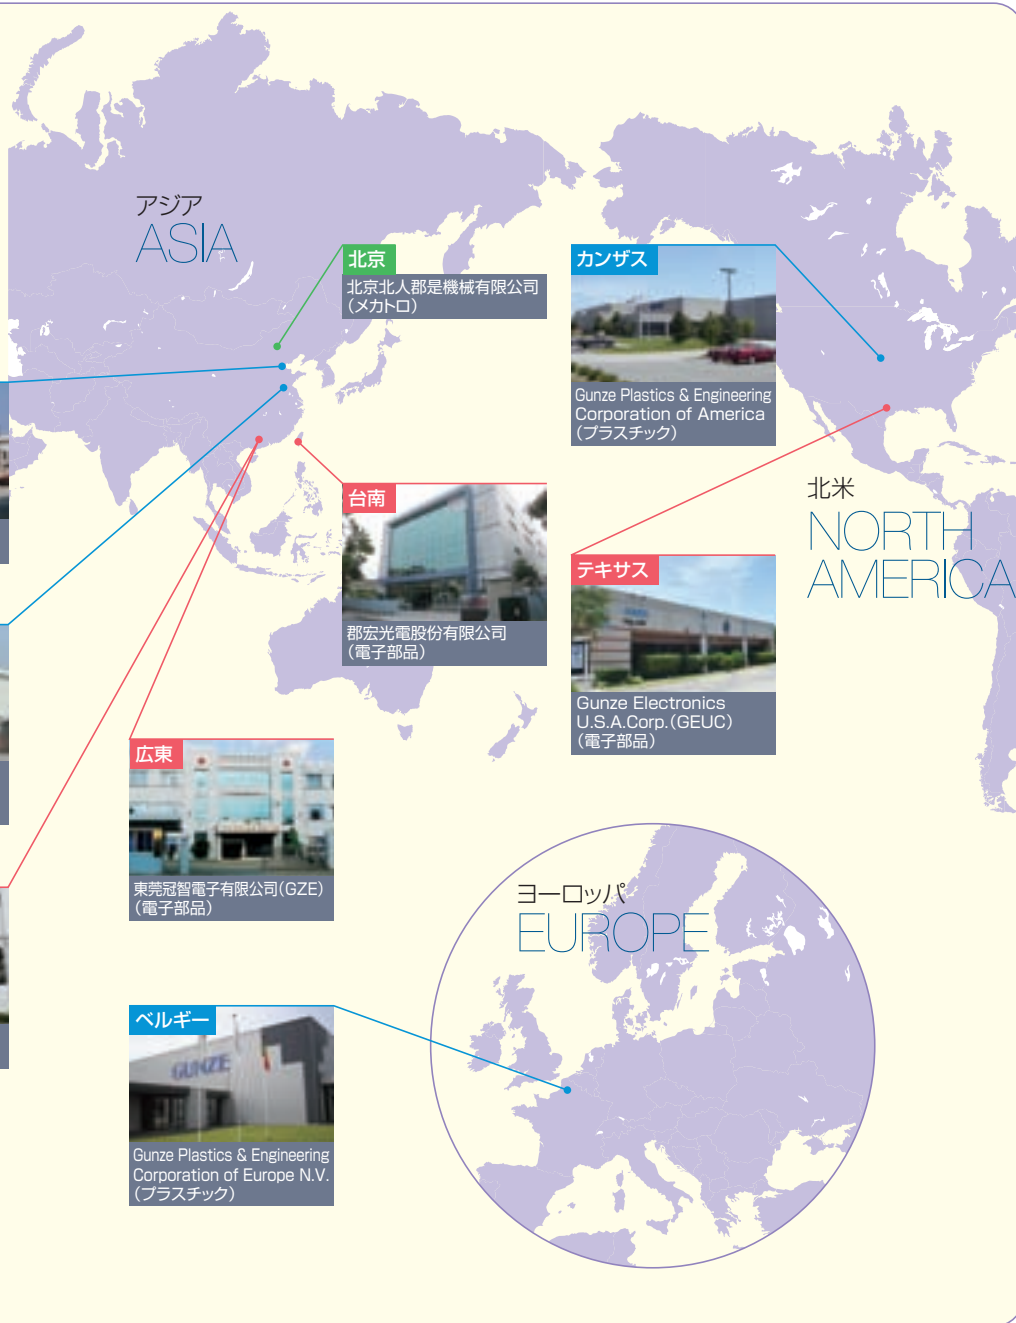 アジア
ASIA
北京
北京北人郡是機械有限公司
（メカトロ）
カンザス
Gunze Plastics & Engineering
Corporation of America
（プラスチック）
台南
郡宏光電股份有限公司
（電子部品）
北米
NORTH
AMERICA
テキサス
Gunze Electronics
U.S.A.Corp.（GEUC）
（電子部品）
広東
東莞冠智電子有限公司（GZE）
（電子部品）
ヨーロッパ
EUROPE
ベルギー
GUNZE
Gunze Plastics & Engineering
Corporation of Europe N.V.
（プラスチック）